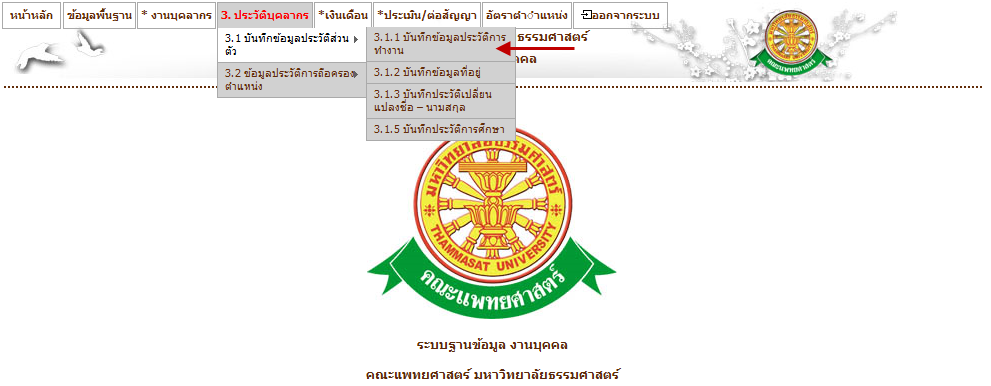 หน้าหลัก
ข้อมูลพื้นฐาน
* งานบุคลากร
3. ประวัติบุคลากร
*เงินเดือน
*ประเมิน/ต่อสัญญา
อัตราตำแหน่ง
ออกจากระบบ
3.1 บันทึกข้อมูลประวัติส่วน
ตัว
3.2 ข้อมูลประวัติการถือครอง
ตำแหน่ง
3.1.1 บันทึกข้อมูลประวัติการ
ทำงาน
3.1.2 บันทึกข้อมูลที่อยู่
3.1.3 บันทึกประวัติเปลี่ยน
แปลงชื่อ – นามสกุล
3.1.5 บันทึกประวัติการศึกษา
ธรรมศาสตร์
คคล
คณะแพทยศาสตร์
มหาวิทยาลัยธรรมศาสตร์
THAMMASAT UNIVERSITY
คณะแพทยศาสตร์
ระบบฐานข้อมูล งานบุคคล
คณะแพทยศาสตร์ มหาวิทยาลัยธรรมศาสตร์